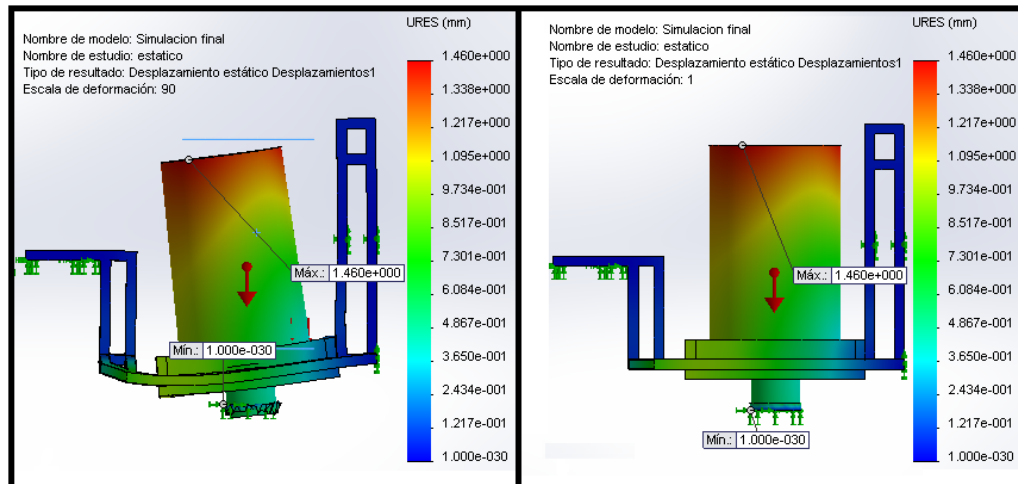 Nombre de modelo: Simulacion final
Nombre de estudio: estatico
Tipo de resultado: Desplazamiento estático Desplazamientos1
Escala de deformación: 90
URES (mm)
1.460e+000
1.338e+000
1.217e+000
1.095e+000
9.734e-001
8.517e-001
7.301e-001
6.084e-001
4.867e-001
3.650e-001
2.434e-001
1.217e-001
1.000e-030
Máx.: 1.460e+000
Mín.: 1.000e-030
Nombre de modelo: Simulacion final
Nombre de estudio: estatico
Tipo de resultado: Desplazamiento estático Desplazamientos1
Escala de deformación: 1
URES (mm)
1.460e+000
1.338e+000
1.217e+000
1.095e+000
9.734e-001
8.517e-001
7.301e-001
6.084e-001
4.867e-001
3.650e-001
2.434e-001
1.217e-001
1.000e-030
Máx.: 1.460e+000
Mín.: 1.000e-030